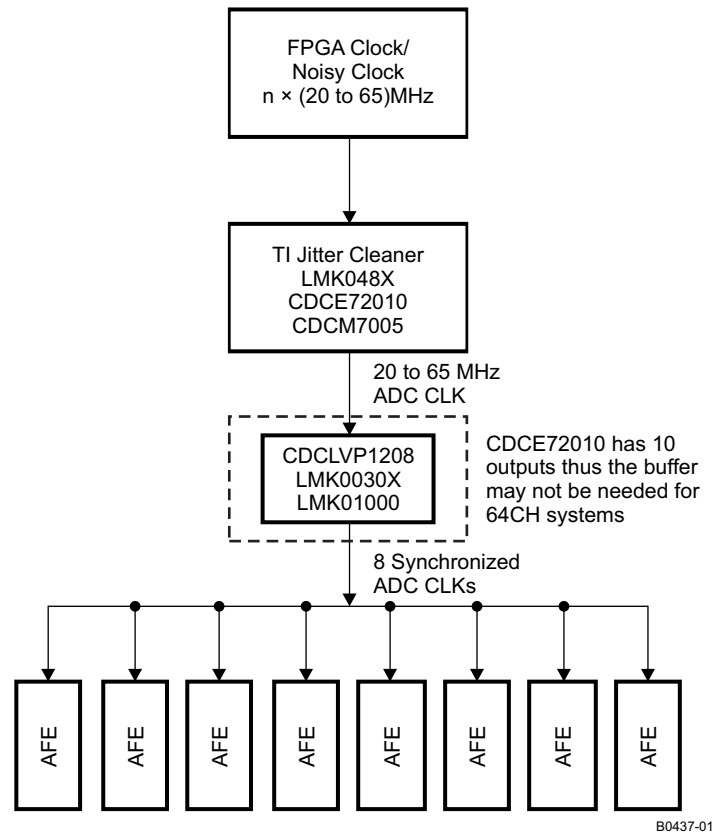 FPGA Clock/
Noisy Clock
n × (20 to 65)MHz
TI Jitter Cleaner
LMK048X
CDCE72010
CDCM7005
20 to 65 MHz
ADC CLK
CDCLVP1208
LMK0030X
LMK01000
CDCE72010 has 10
outputs thus the buffer
may not be needed for
64CH systems
8 Synchronized
ADC CLKs
AFE
AFE
AFE
AFE
AFE
AFE
AFE
AFE
B0437-01